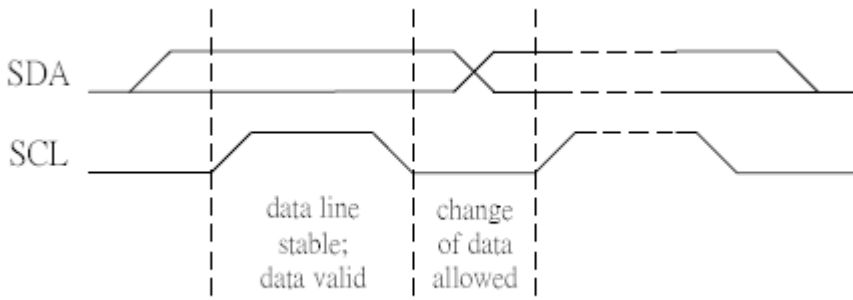 SDA
SCL
data line
stable;
data valid
change
of data
allowed